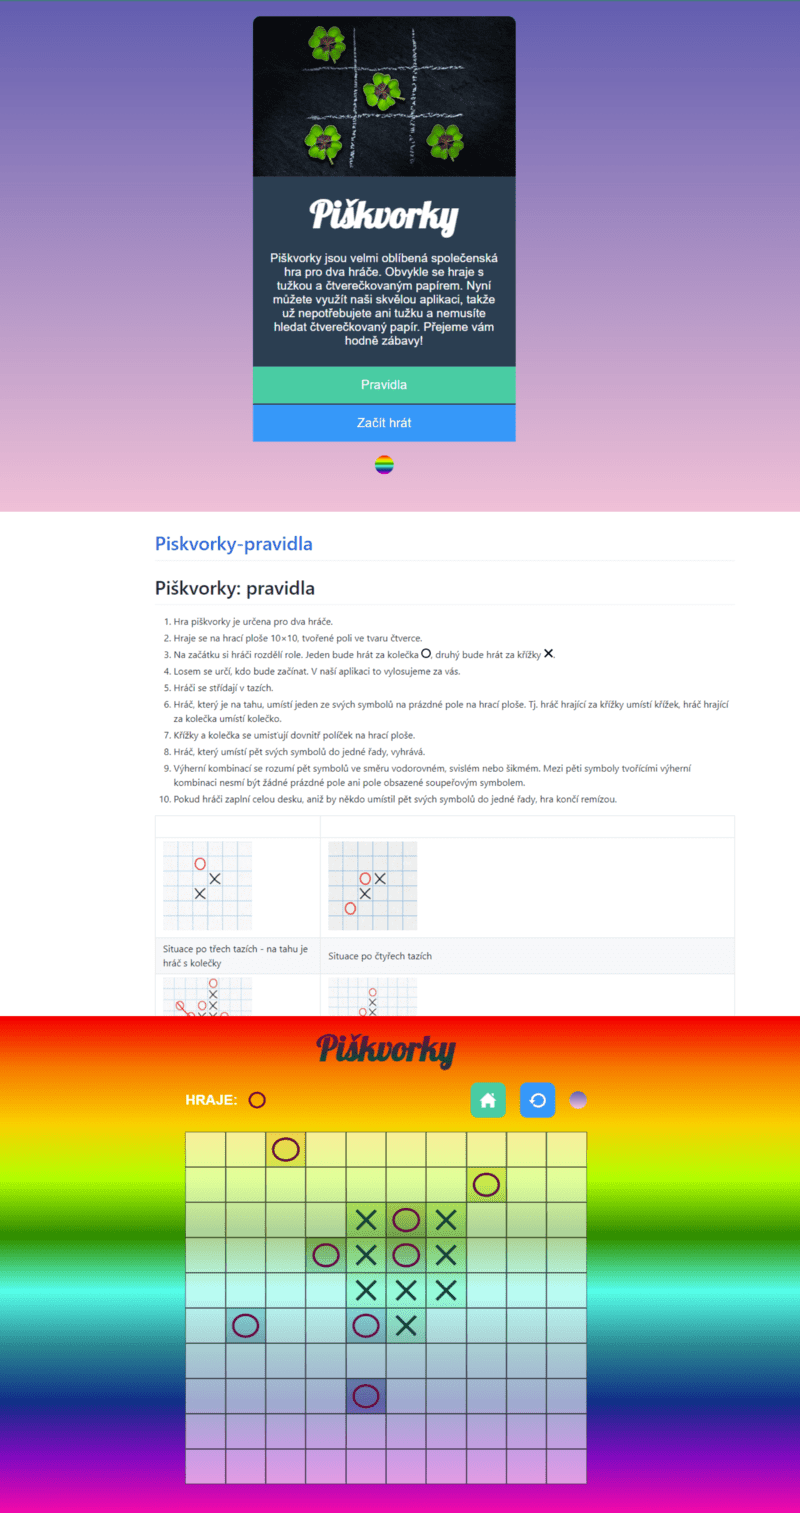 Piškvorky
Piškvorky jsou velmi oblíbená společenská
hra pro dva hráče. Obvykle se hraje s
tužkou a čtverečkovaným papírem. Nyní
můžete využít naši skvělou aplikaci, takže
už nepotřebujete ani tužku a nemusíte
hledat čtverečkovaný papír. Přejeme vám
hodně zábavy!
Pravidla
Začít hrát
Piskvorky-pravidla
Piškvorky: pravidla
1. Hra piškvorky je určena pro dva hráče.
2. Hraje se na hrací ploše 10×10, tvořené poli ve tvaru čtverce.
3. Na začátku si hráči rozdělí role. Jeden bude hrát za kolečka , druhý bude hrát za křížky .
4. Losem se určí, kdo bude začínat. V naší aplikaci to vylosujeme za vás.
5. Hráči se střídají v tazích.
6. Hráč, který je na tahu, umístí jeden ze svých symbolů na prázdné pole na hrací ploše. Tj. hráč hrající za křížky umístí křížek, hráč hrající
za kolečka umístí kolečko.
7. Křížky a kolečka se umisťují dovnitř políček na hrací ploše.
8. Hráč, který umístí pět svých symbolů do jedné řady, vyhrává.
9. Výherní kombinací se rozumí pět symbolů ve směru vodorovném, svislém nebo šikmém. Mezi pěti symboly tvořícími výherní
kombinaci nesmí být žádné prázdné pole ani pole obsazené soupeřovým symbolem.
10. Pokud hráči zaplní celou desku, aniž by někdo umístil pět svých symbolů do jedné řady, hra končí remízou.
Situace po třech tazích - na tahu je
hráč s kolečky
Situace po čtyřech tazích
Piškvorky
HRAJE: